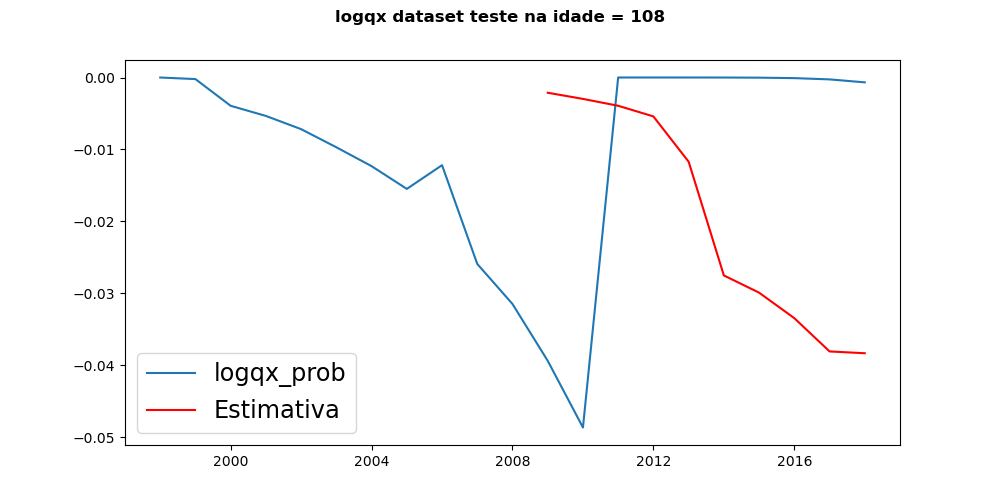 logqx dataset teste na idade = 108
0.00
−0.01
−0.02
−0.03
−0.04
−0.05
logqx_prob
Estimativa
2000 2004 2008 2012 2016